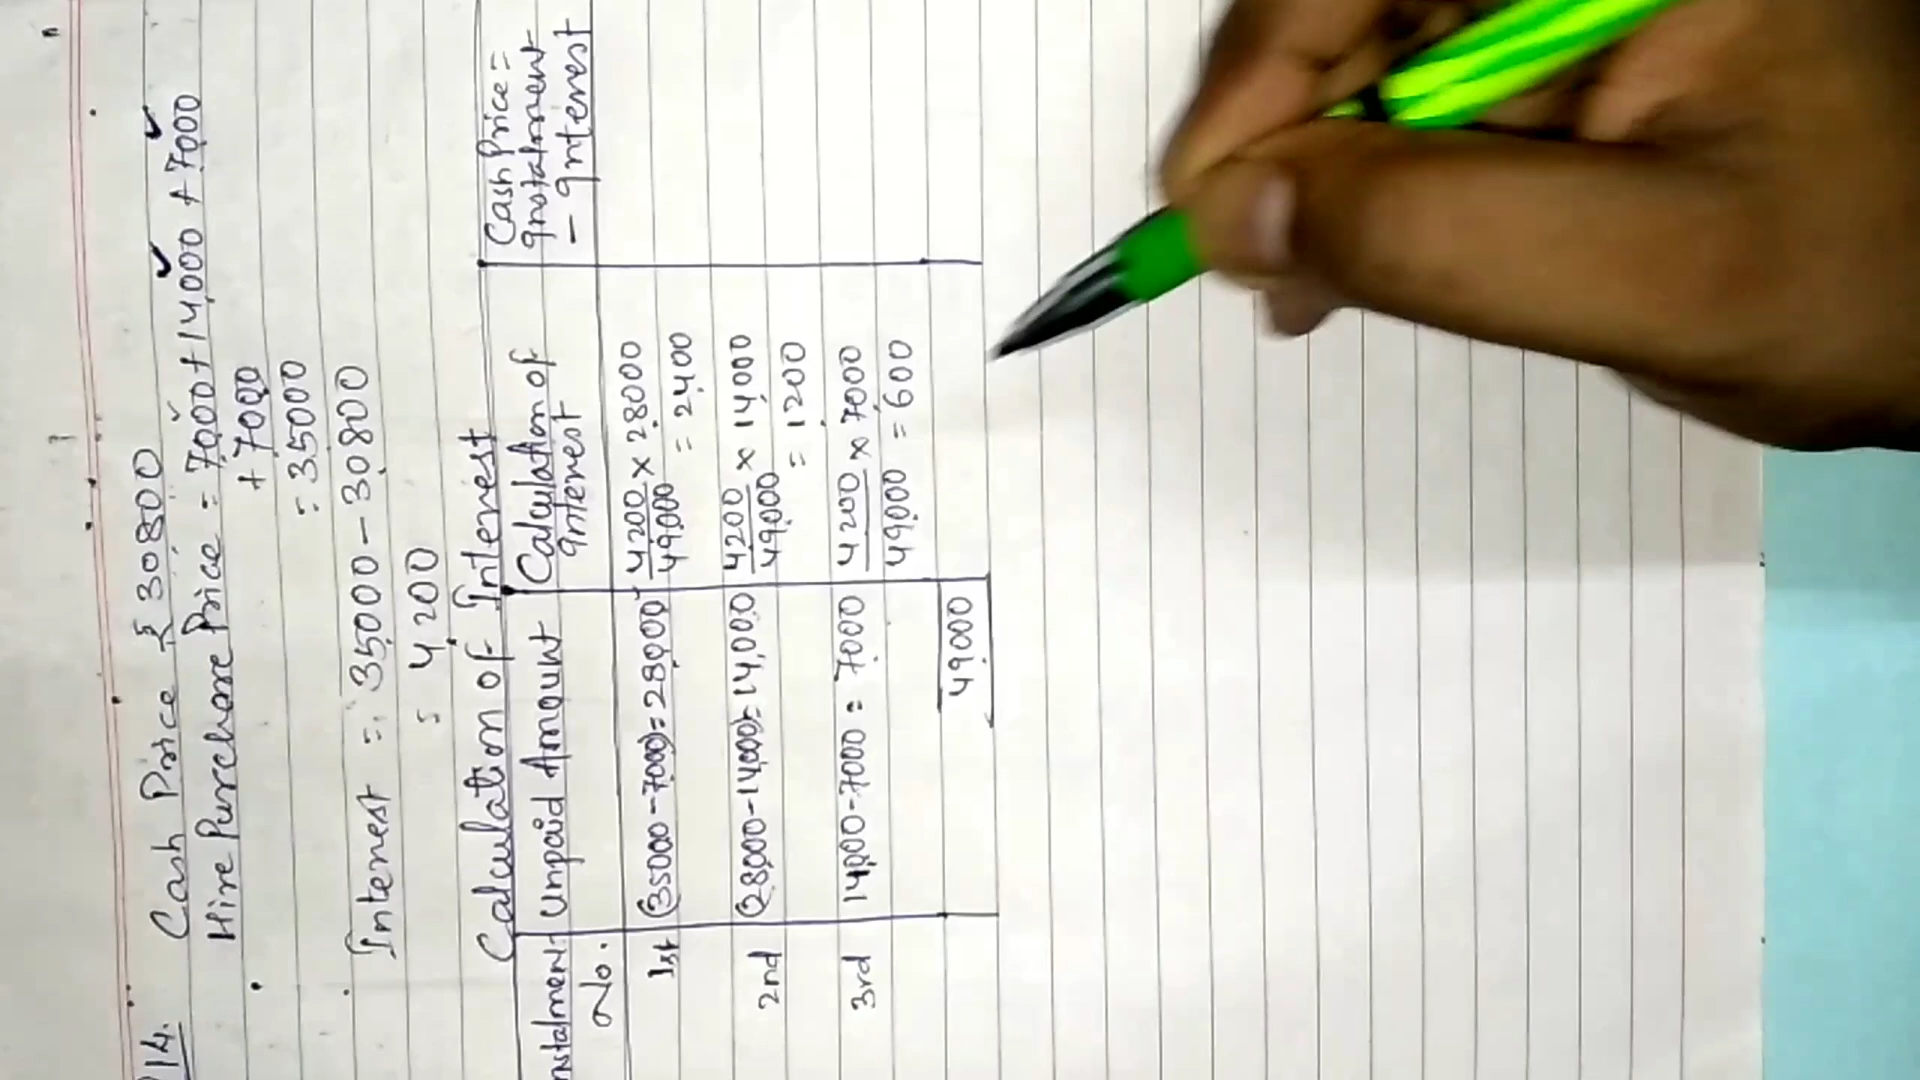 14. Cash Price = ₹ 30800
Hire Purchase Price = 7000 + 14,000 + 7000
+ 7000
= 35000
Interest = 35000 - 30800
= 4200
Calculation of Interest
Instalment No. Unpaid Amount Calculation of Interest Cash Price = Instalment - Interest
1st (35000-7000)=28000 4200/49000 x 28000
= 2400
2nd (28000-14000)=14,000 4200/49000 x 14,000
= 1200
3rd 14000-7000 = 7000 4200/49000 x 7000
= 600
49000